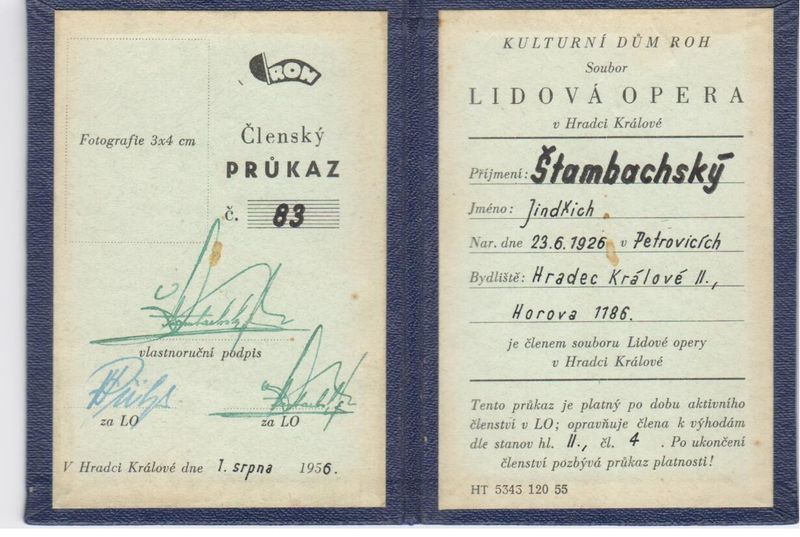 ROH
Fotografie 3x4 cm
Členský
PRŮKAZ
č. 83
vlastnoruční podpis
za LO
za LO
V Hradci Králové dne 1. srpna 1956.
KULTURNÍ DŮM ROH
Soubor
LIDOVÁ OPERA
v Hradci Králové
Příjmení: Štambachský
Jméno: Jindřich
Nar. dne 23.6.1926 v Petrovicích
Bydliště: Hradec Králové II.,
Horova 1186.
je členem souboru Lidové opery
v Hradci Králové
Tento průkaz je platný po dobu aktivního
členství v LO; opravňuje člena k výhodám
dle stanov hl. II., čl. 4 . Po ukončení
členství pozbývá průkaz platnosti!
HT 5343 120 55